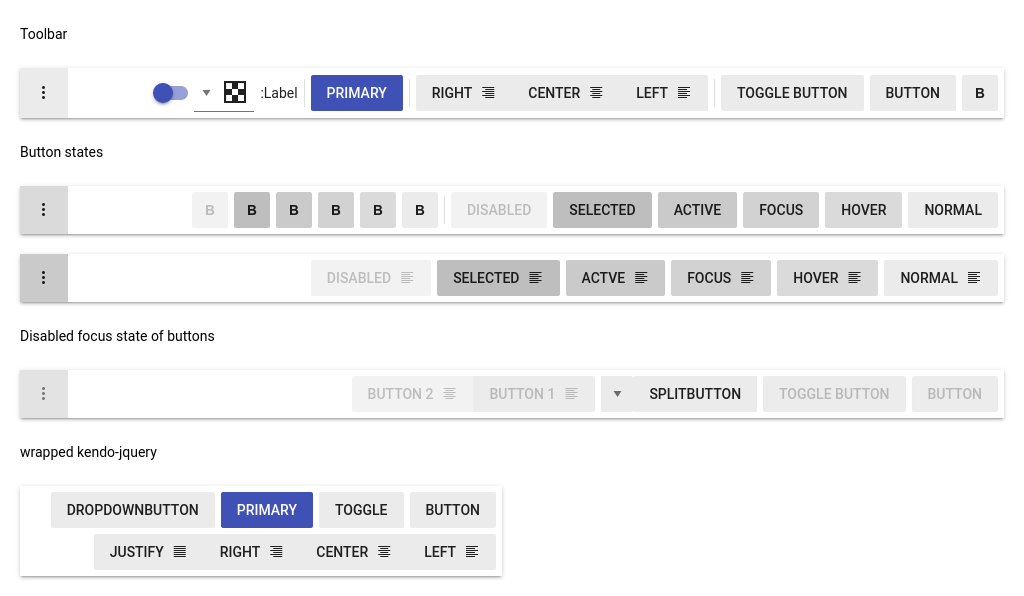 Toolbar
:Label PRIMARY RIGHT CENTER LEFT TOGGLE BUTTON BUTTON B
Button states
B B B B B B DISABLED SELECTED ACTIVE FOCUS HOVER NORMAL
DISABLED SELECTED ACTVE FOCUS HOVER NORMAL
Disabled focus state of buttons
BUTTON 2 BUTTON 1 SPLITBUTTON TOGGLE BUTTON BUTTON
wrapped kendo-jquery
DROPDOWNBUTTON PRIMARY TOGGLE BUTTON
JUSTIFY RIGHT CENTER LEFT